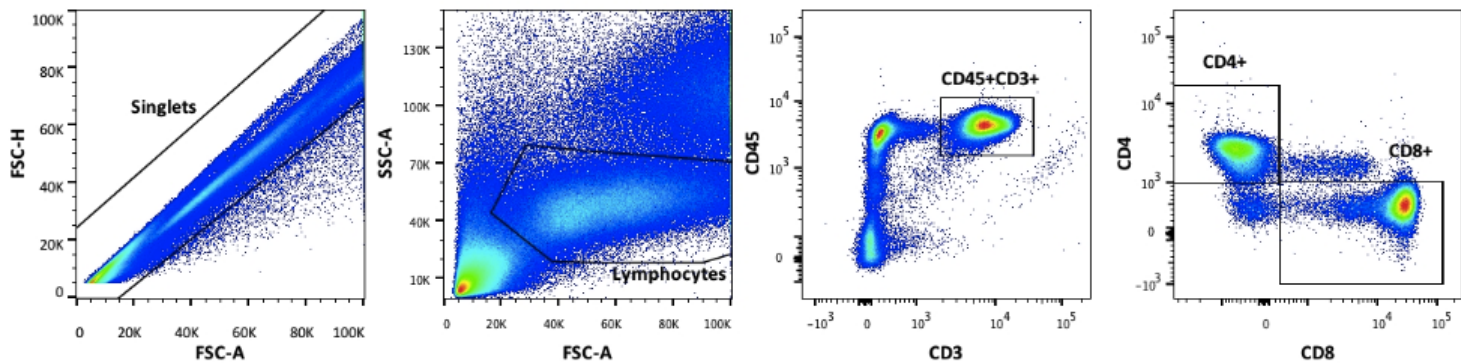 100K
80K
60K
40K
20K
0
FSC-H
Singlets
0 20K 40K 60K 80K 100K
FSC-A
130K
100K
70K
40K
10K
SSC-A
Lymphocytes
0 20K 40K 60K 80K 100K
FSC-A
10^5
10^4
10^3
0
CD45
CD45+CD3+
−10^3 0 10^3 10^4 10^5
CD3
10^5
10^4
10^3
0
−10^3
CD4
CD4+
CD8+
0 10^4 10^5
CD8